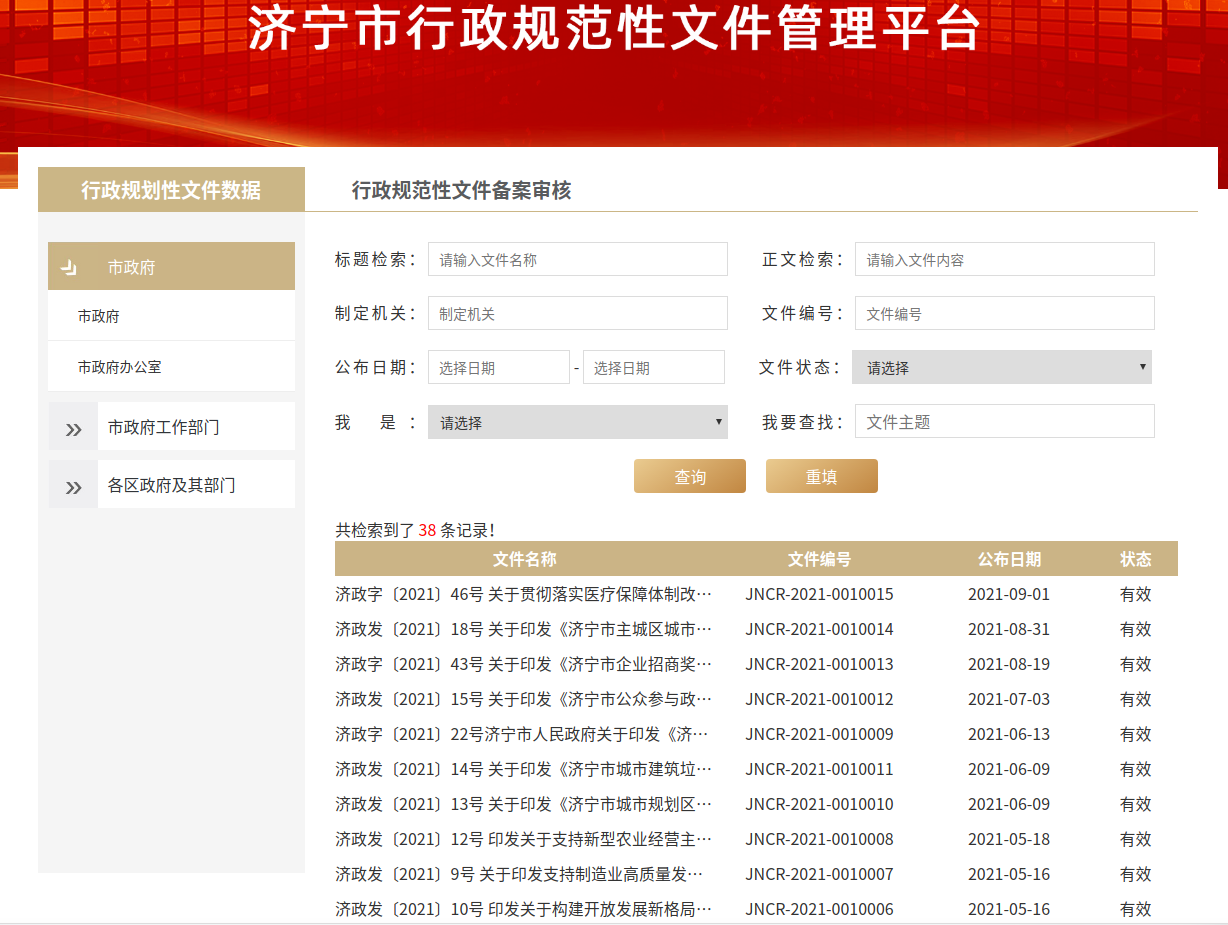 济宁市行政规范性文件管理平台
行政规划性文件数据
行政规范性文件备案审核
市政府
市政府
市政府办公室
市政府工作部门
各区政府及其部门
标题检索： 请输入文件名称 正文检索： 请输入文件内容
制定机关： 制定机关 文件编号： 文件编号
公布日期： 选择日期 - 选择日期 文件状态： 请选择
我 是 ： 请选择 我要查找： 文件主题
查询 重填
共检索到了 38 条记录！
文件名称 文件编号 公布日期 状态
济政字〔2021〕46号 关于贯彻落实医疗保障体制改… JNCR-2021-0010015 2021-09-01 有效
济政发〔2021〕18号 关于印发《济宁市主城区城市… JNCR-2021-0010014 2021-08-31 有效
济政字〔2021〕43号 关于印发《济宁市企业招商奖… JNCR-2021-0010013 2021-08-19 有效
济政发〔2021〕15号 关于印发《济宁市公众参与政… JNCR-2021-0010012 2021-07-03 有效
济政字〔2021〕22号济宁市人民政府关于印发《济… JNCR-2021-0010009 2021-06-13 有效
济政发〔2021〕14号 关于印发《济宁市城市建筑垃… JNCR-2021-0010011 2021-06-09 有效
济政发〔2021〕13号 关于印发《济宁市城市规划区… JNCR-2021-0010010 2021-06-09 有效
济政发〔2021〕12号 印发关于支持新型农业经营主… JNCR-2021-0010008 2021-05-18 有效
济政发〔2021〕9号 关于印发支持制造业高质量发… JNCR-2021-0010007 2021-05-16 有效
济政发〔2021〕10号 印发关于构建开放发展新格局… JNCR-2021-0010006 2021-05-16 有效